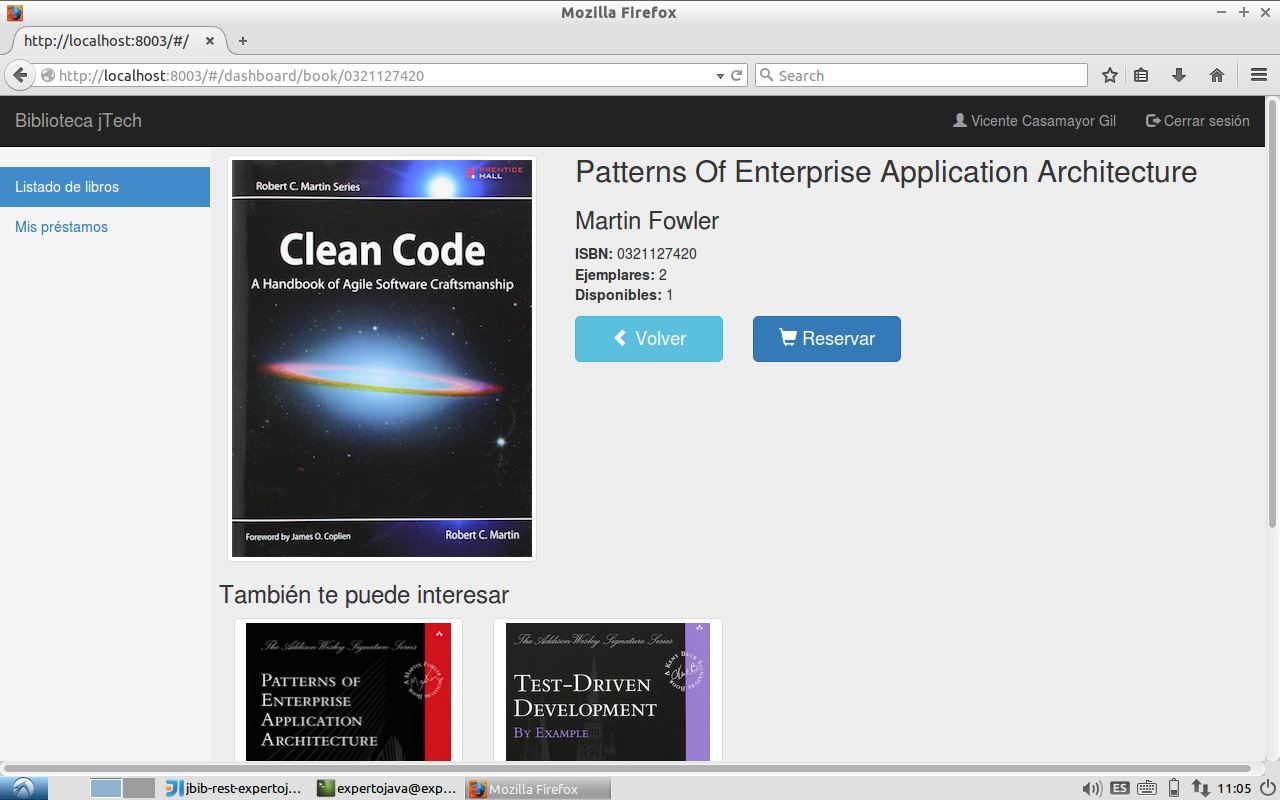 Mozilla Firefox
http://localhost:8003/#/
http://localhost:8003/#/dashboard/book/0321127420
Search
Biblioteca jTech
Vicente Casamayor Gil
Cerrar sesión
Listado de libros
Mis préstamos
PRENTICE
HALL
Robert C. Martin Series
Clean Code
A Handbook of Agile Software Craftsmanship
Foreword by James O. Coplien
Robert C. Martin
Patterns Of Enterprise Application Architecture
Martin Fowler
ISBN: 0321127420
Ejemplares: 2
Disponibles: 1
Volver
Reservar
También te puede interesar
The Addison-Wesley Signature Series
PATTERNS OF
ENTERPRISE
APPLICATION
ARCHITECTURE
A MARTIN FOWLER SIGNATURE BOOK
The Addison-Wesley Signature Series
TEST-DRIVEN
DEVELOPMENT
BY EXAMPLE
A KENT BECK SIGNATURE BOOK
jbib-rest-expertoj...
expertojava@exp...
Mozilla Firefox
ES
11:05